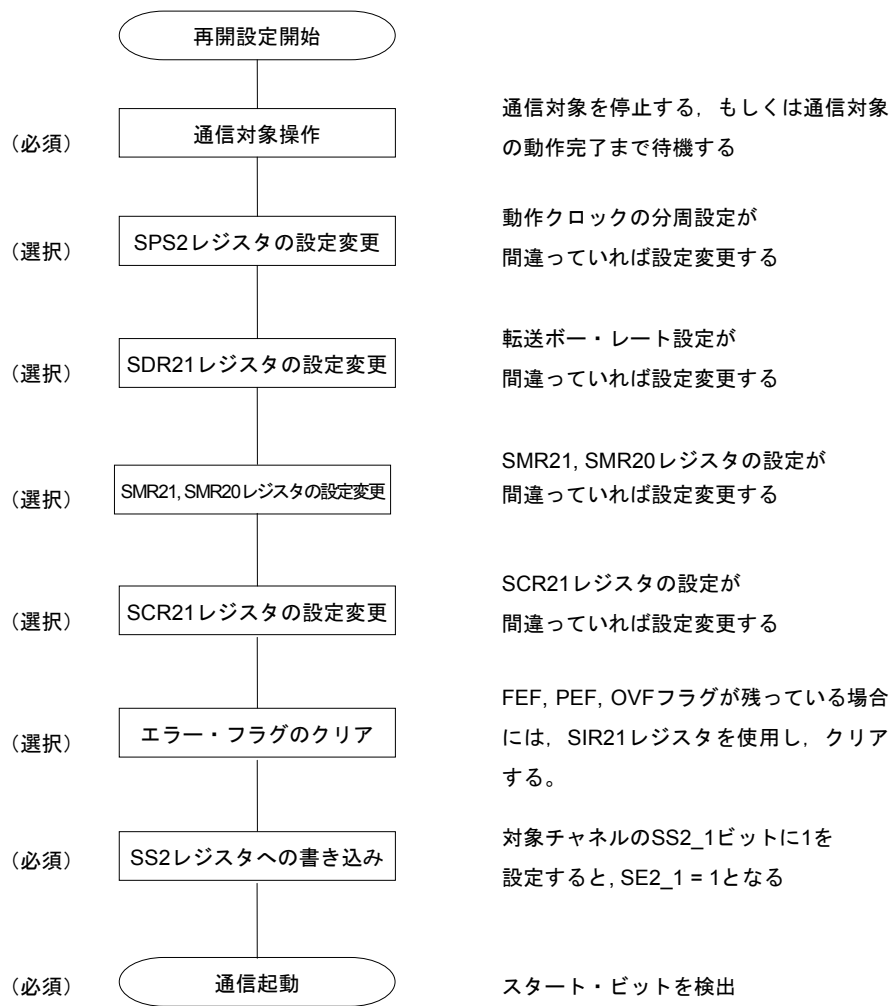 再開設定開始
(必須)
通信対象操作
通信対象を停止する，もしくは通信対象
の動作完了まで待機する
(選択)
SPS2レジスタの設定変更
動作クロックの分周設定が
間違っていれば設定変更する
(選択)
SDR21レジスタの設定変更
転送ボー・レート設定が
間違っていれば設定変更する
(選択)
SMR21, SMR20レジスタの設定変更
SMR21, SMR20レジスタの設定が
間違っていれば設定変更する
(選択)
SCR21レジスタの設定変更
SCR21レジスタの設定が
間違っていれば設定変更する
(選択)
エラー・フラグのクリア
FEF, PEF, OVFフラグが残っている場合
には，SIR21レジスタを使用し，クリア
する。
(必須)
SS2レジスタへの書き込み
対象チャネルのSS2_1ビットに1を
設定すると, SE2_1 = 1となる
(必須)
通信起動
スタート・ビットを検出